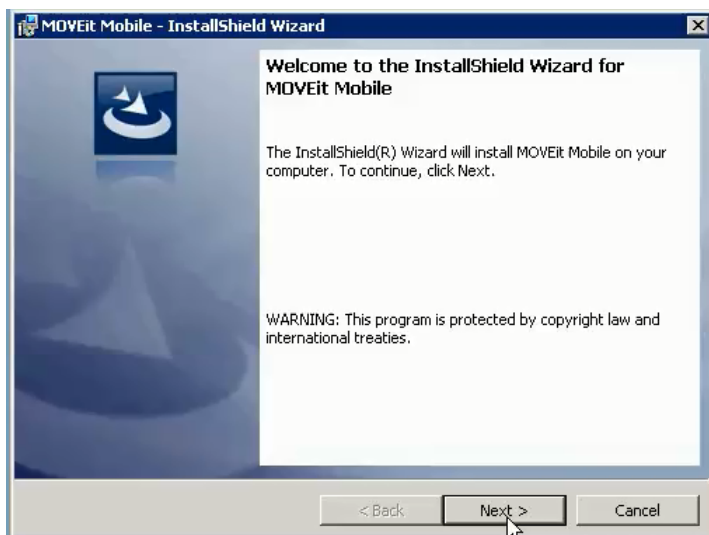 MOVEit Mobile - InstallShield Wizard
Welcome to the InstallShield Wizard for
MOVEit Mobile
The InstallShield(R) Wizard will install MOVEit Mobile on your
computer. To continue, click Next.
WARNING: This program is protected by copyright law and
international treaties.
< Back
Next >
Cancel